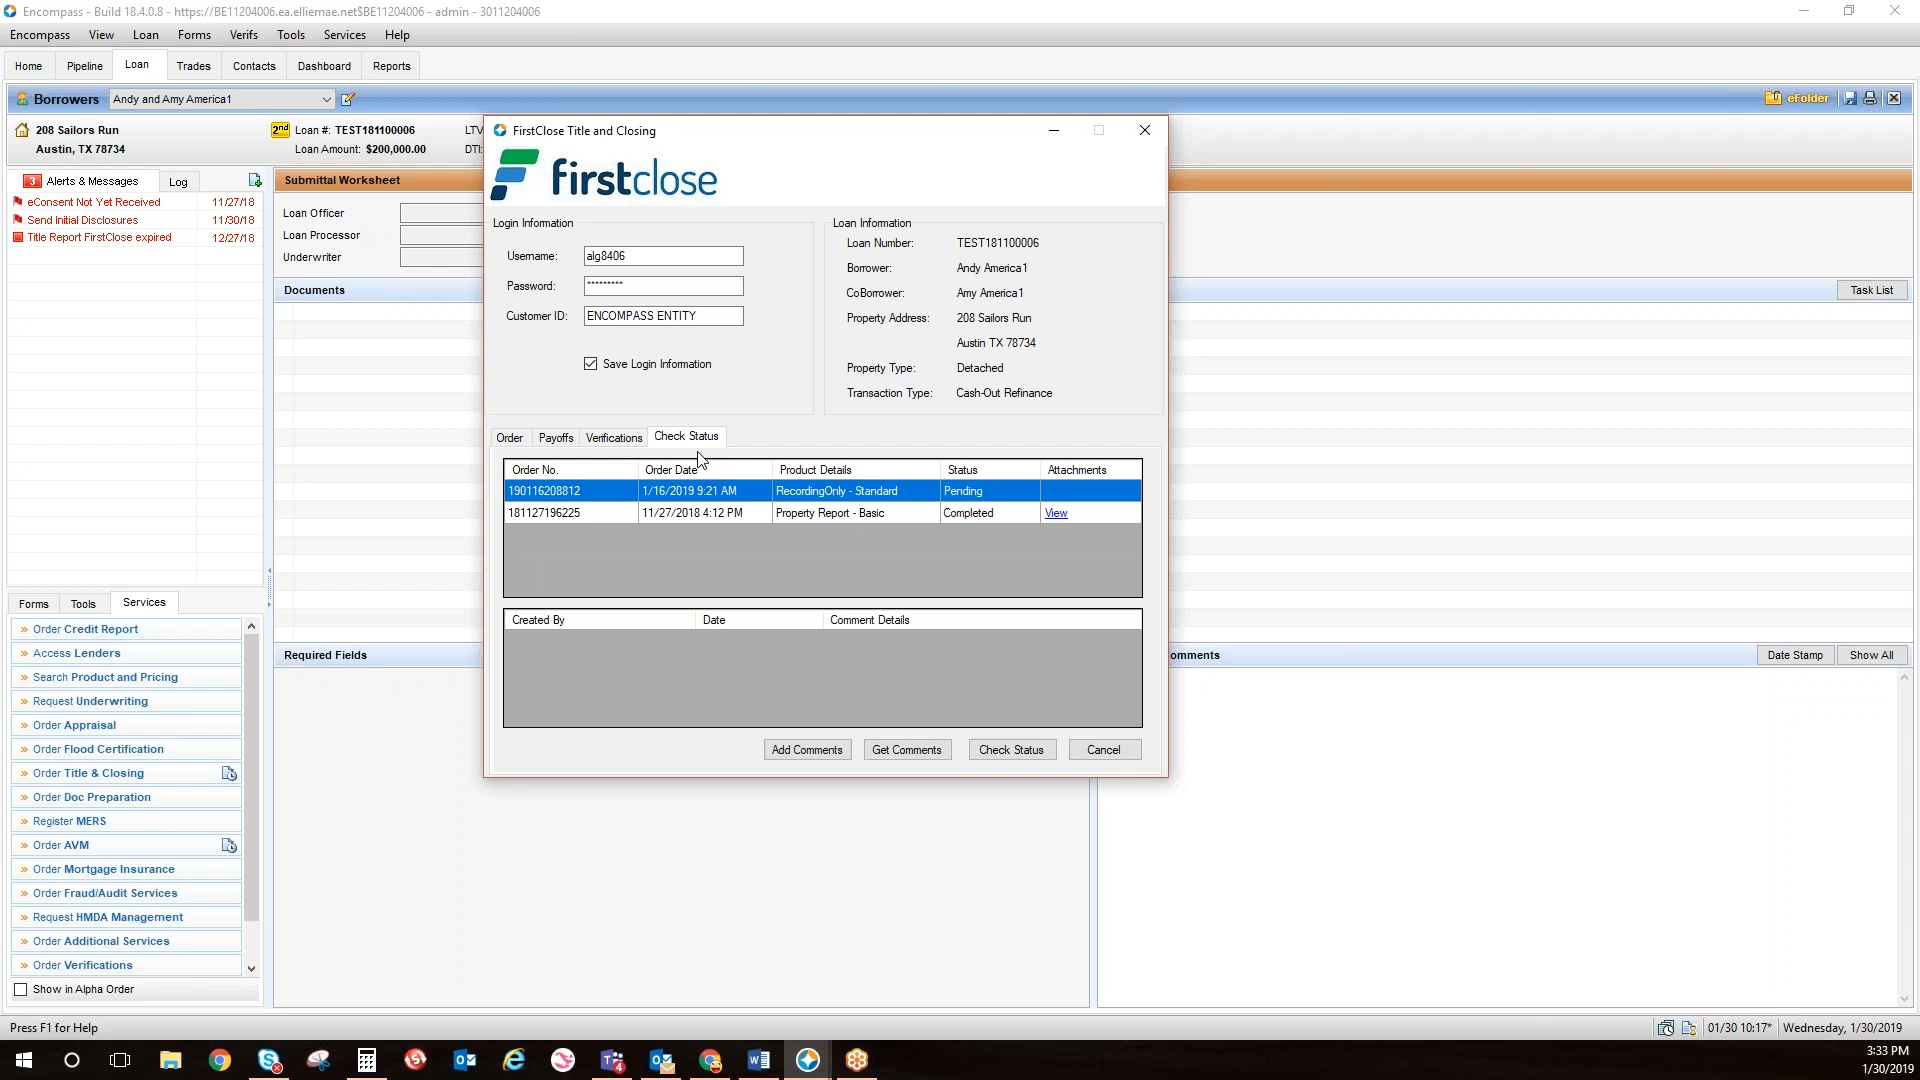 Encompass - Build 18.4.0.8 - https://BE11204006.ea.elliemae.net$BE11204006 - admin - 3011204006
Encompass View Loan Forms Verifs Tools Services Help
Home Pipeline Loan Trades Contacts Dashboard Reports
Borrowers Andy and Amy America1 eFolder
208 Sailors Run 2nd Loan #: TEST181100006 LTV
Austin, TX 78734 Loan Amount: $200,000.00 DTI:
3 Alerts & Messages Log
eConsent Not Yet Received 11/27/18
Send Initial Disclosures 11/30/18
Title Report FirstClose expired 12/27/18
Submittal Worksheet
Loan Officer
Loan Processor
Underwriter
Documents
Task List
FirstClose Title and Closing
firstclose
Login Information
Username: alg8406
Password: *********
Customer ID: ENCOMPASS ENTITY
Save Login Information
Loan Information
Loan Number: TEST181100006
Borrower: Andy America1
CoBorrower: Amy America1
Property Address: 208 Sailors Run
Austin TX 78734
Property Type: Detached
Transaction Type: Cash-Out Refinance
Order Payoffs Verifications Check Status
Order No. Order Date Product Details Status Attachments
190116208812 1/16/2019 9:21 AM RecordingOnly - Standard Pending
181127196225 11/27/2018 4:12 PM Property Report - Basic Completed View
Created By Date Comment Details
Add Comments Get Comments Check Status Cancel
Forms Tools Services
» Order Credit Report
» Access Lenders
» Search Product and Pricing
» Request Underwriting
» Order Appraisal
» Order Flood Certification
» Order Title & Closing
» Order Doc Preparation
» Register MERS
» Order AVM
» Order Mortgage Insurance
» Order Fraud/Audit Services
» Request HMDA Management
» Order Additional Services
» Order Verifications
Show in Alpha Order
Required Fields
omments
Date Stamp Show All
Press F1 for Help
01/30 10:17* Wednesday, 1/30/2019
4
3:33 PM
1/30/2019